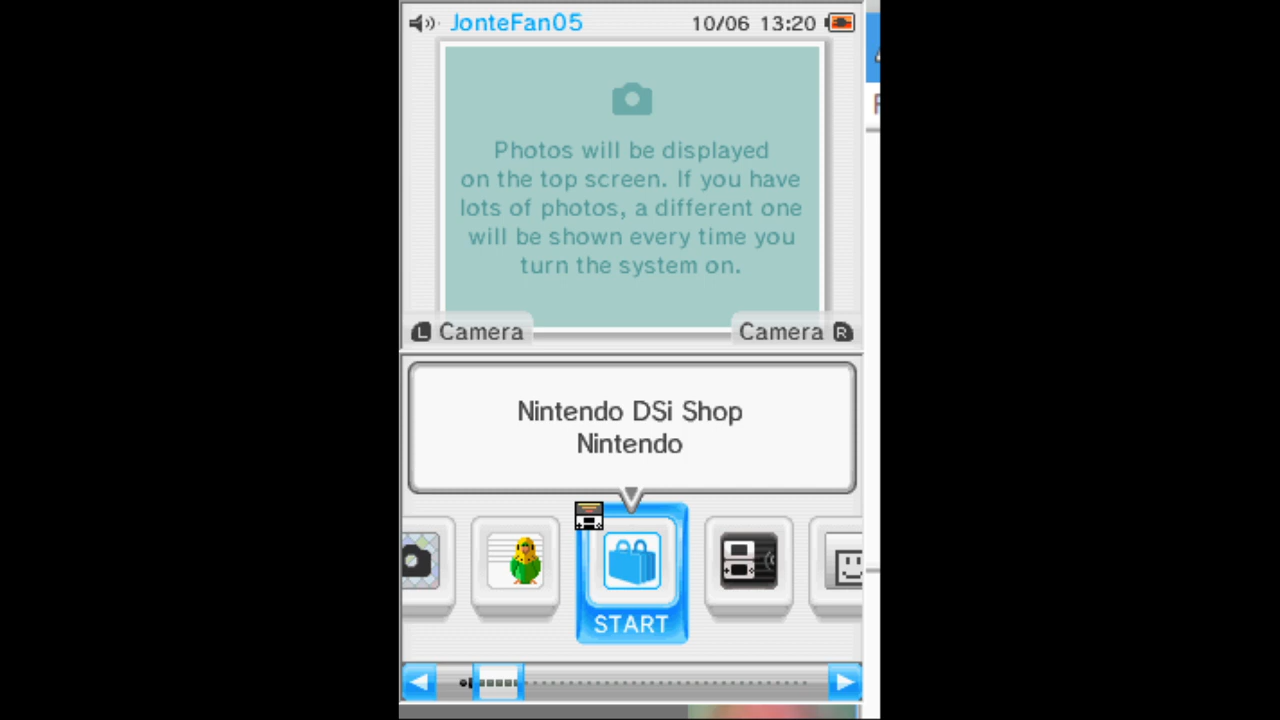 JonteFan05 10/06 13:20
Photos will be displayed
on the top screen. If you have
lots of photos, a different one
will be shown every time you
turn the system on.
L Camera Camera R
Nintendo DSi Shop
Nintendo
START